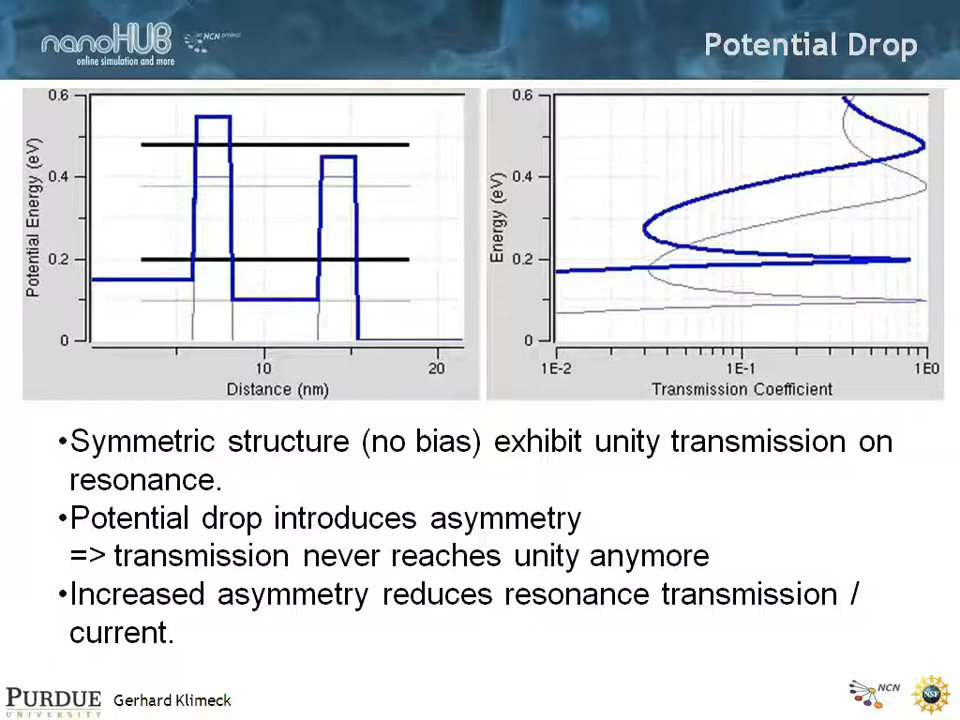 nanoHUB
an NCN project
online simulation and more
Potential Drop
0.6
0.4
0.2
0
Potential Energy (eV)
10
20
Distance (nm)
0.6
0.4
0.2
0
Energy (eV)
1E-2
1E-1
1E0
Transmission Coefficient
•Symmetric structure (no bias) exhibit unity transmission on
resonance.
•Potential drop introduces asymmetry
=> transmission never reaches unity anymore
•Increased asymmetry reduces resonance transmission /
current.
PURDUE
UNIVERSITY
Gerhard Klimeck
NCN
NSF